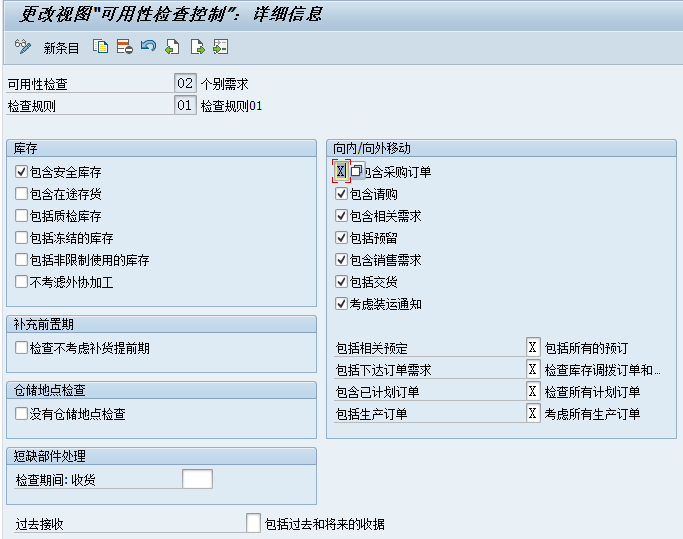 更改视图"可用性检查控制": 详细信息
新条目
可用性检查 02 个别需求
检查规则 01 检查规则01
库存
包含安全库存
包含在途存货
包括质检库存
包括冻结的库存
包括非限制使用的库存
不考滤外协加工
补充前置期
检查不考虑补货提前期
仓储地点检查
没有仓储地点检查
短缺部件处理
检查期间:收货
过去接收 包括过去和将来的收据
向内/向外移动
X 包含采购订单
包含请购
包含相关需求
包括预留
包含销售需求
包括交货
考虑装运通知
包括相关预定 X 包括所有的预订
包括下达订单需求 X 检查库存调拨订单和…
包含已计划订单 X 检查所有计划订单
包括生产订单 X 考虑所有生产订单